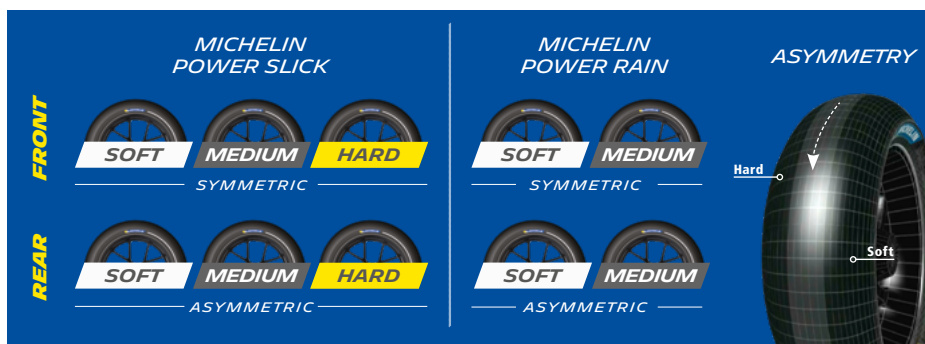 MICHELIN
POWER SLICK
MICHELIN
POWER RAIN
ASYMMETRY
FRONT
SOFT
MEDIUM
HARD
SYMMETRIC
SOFT
MEDIUM
SYMMETRIC
REAR
SOFT
MEDIUM
HARD
ASYMMETRIC
SOFT
MEDIUM
ASYMMETRIC
Hard
Soft